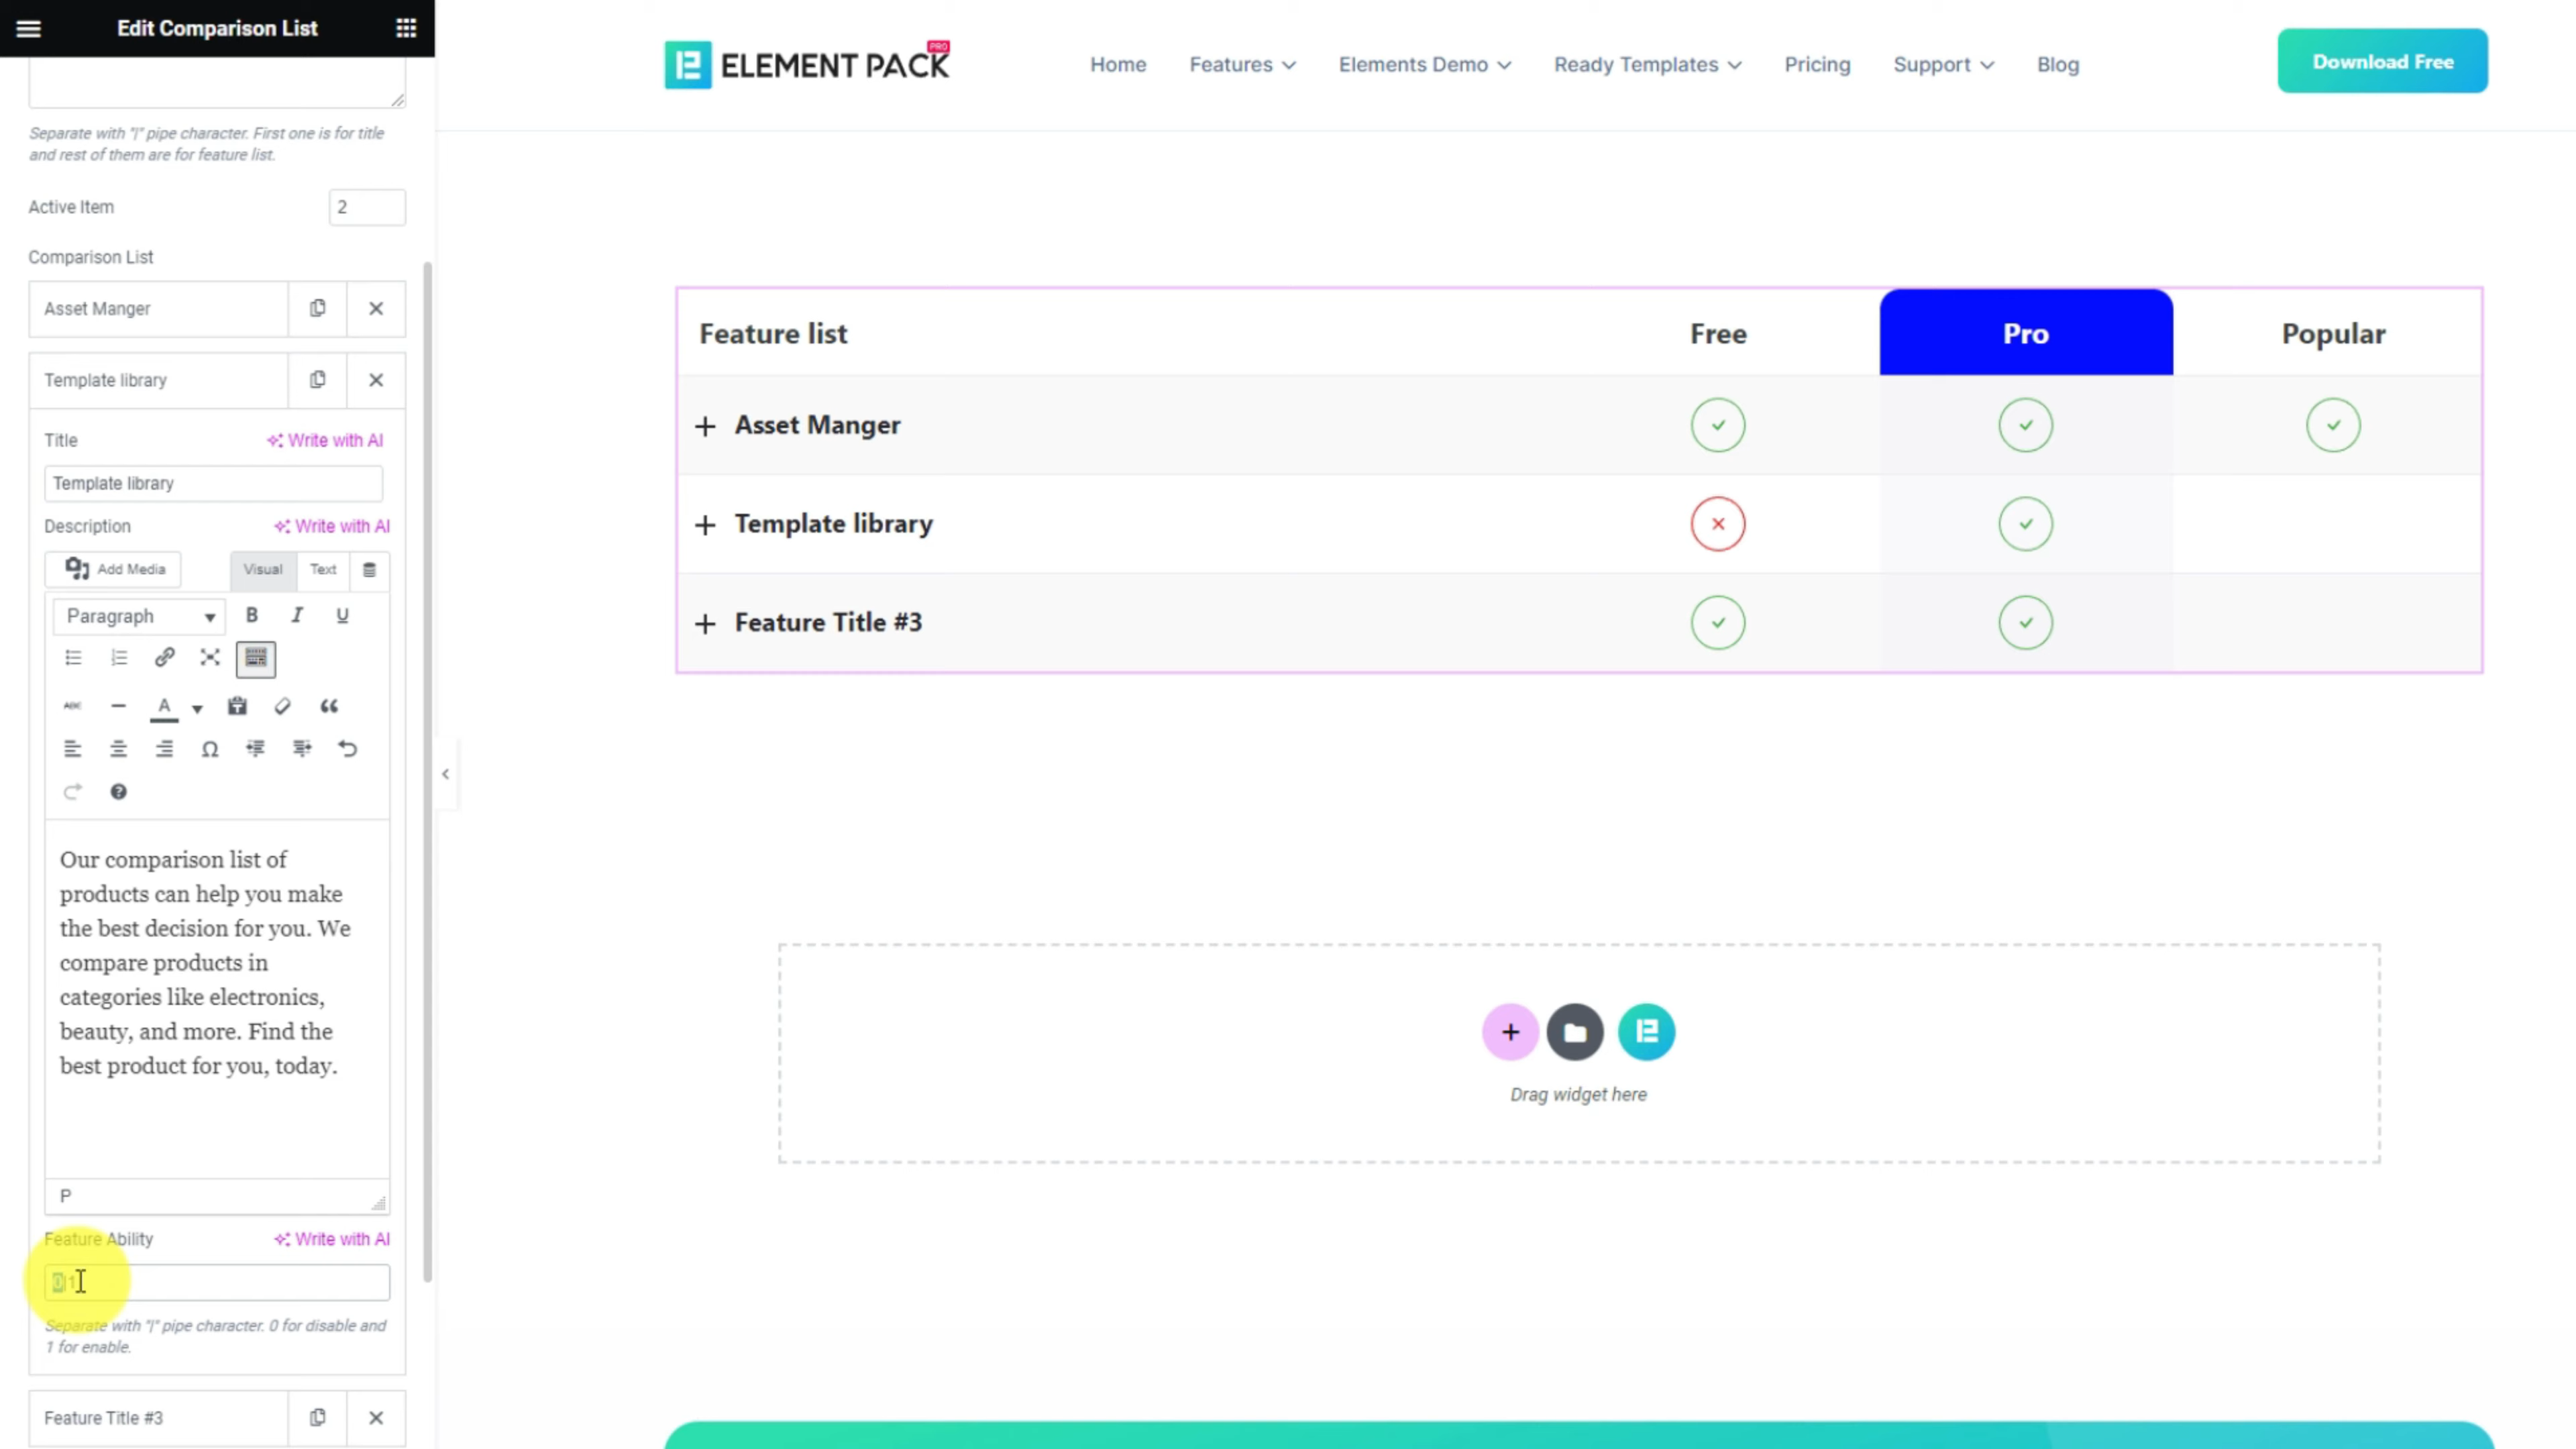 Edit Comparison List
Separate with "|" pipe character. First one is for title
and rest of them are for feature list.
Active Item
2
Comparison List
Asset Manger
Template library
Title
Write with AI
Template library
Description
Write with AI
Add Media
Visual
Text
Paragraph
B
I
U
ABC
A
Our comparison list of
products can help you make
the best decision for you. We
compare products in
categories like electronics,
beauty, and more. Find the
best product for you, today.
P
Feature Ability
Write with AI
0|1
Separate with "|" pipe character. 0 for disable and
1 for enable.
Feature Title #3
ELEMENT PACK
PRO
Home
Features
Elements Demo
Ready Templates
Pricing
Support
Blog
Download Free
Feature list
Free
Pro
Popular
Asset Manger
Template library
Feature Title #3
Drag widget here